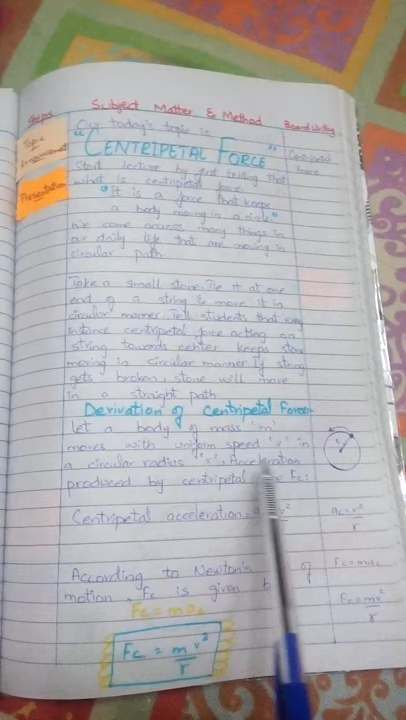 Steps Subject Matter & Method Board Writing
Topic Announcement
Our today's topic is
"CENTRIPETAL FORCE"
Centripetal force
Presentation
Start lecture by first telling that
what is centripetal force.
"It is a force that keeps
a body moving in a circle"
We come across many things in
our daily life that are moving in
circular path.
Take a small stone. Tie it at one
end of a string & move it in
circular manner. Tell students that
instance centripetal force acting on
string towards center keeps stone
moving in circular manner. If string
gets broken, stone will move
in a straight path.
Derivation of Centripetal Force:-
Let a body of mass 'm'
moves with uniform speed 'v' in
a circular radius 'r'. Acceleration
produced by centripetal Fc:
Centripetal acceleration = v²
ac = v²/r
According to Newton's of
motion, Fc is given b
Fc = mac
Fc = mac
Fc = mv²/r
Fc = mv²/r